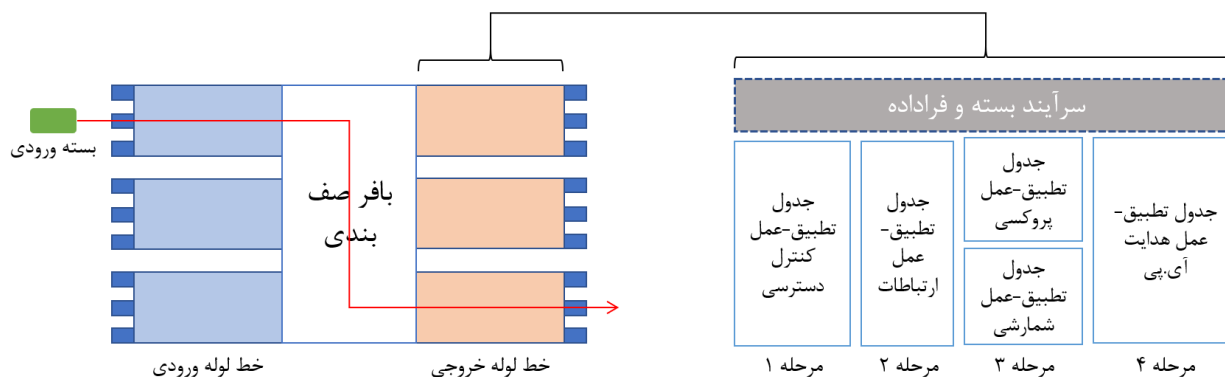 بسته ورودی
بافر صف
بندی
خط لوله ورودی
خط لوله خروجی
سرآیند بسته و فراداده
جدول
تطبیق-عمل
کنترل
دسترسی
جدول
تطبیق-
عمل
ارتباطات
جدول
تطبیق-عمل
پروکسی
جدول
تطبیق-عمل
شمارشی
جدول تطبیق-
عمل هدایت
آی.پی
مرحله ۱
مرحله ۲
مرحله ۳
مرحله ۴